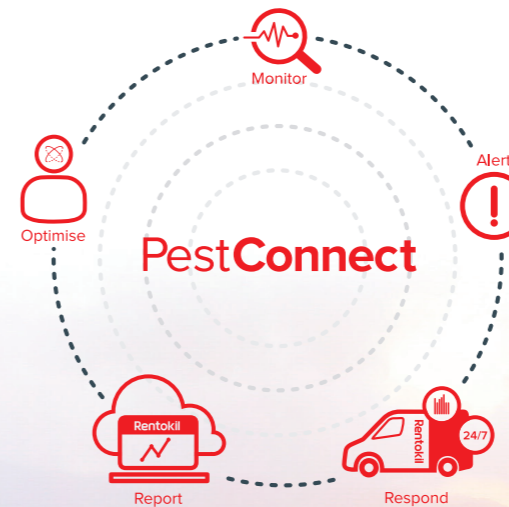 Monitor
Alert
Optimise
PestConnect
Rentokil
Rentokil
24/7
Report
Respond